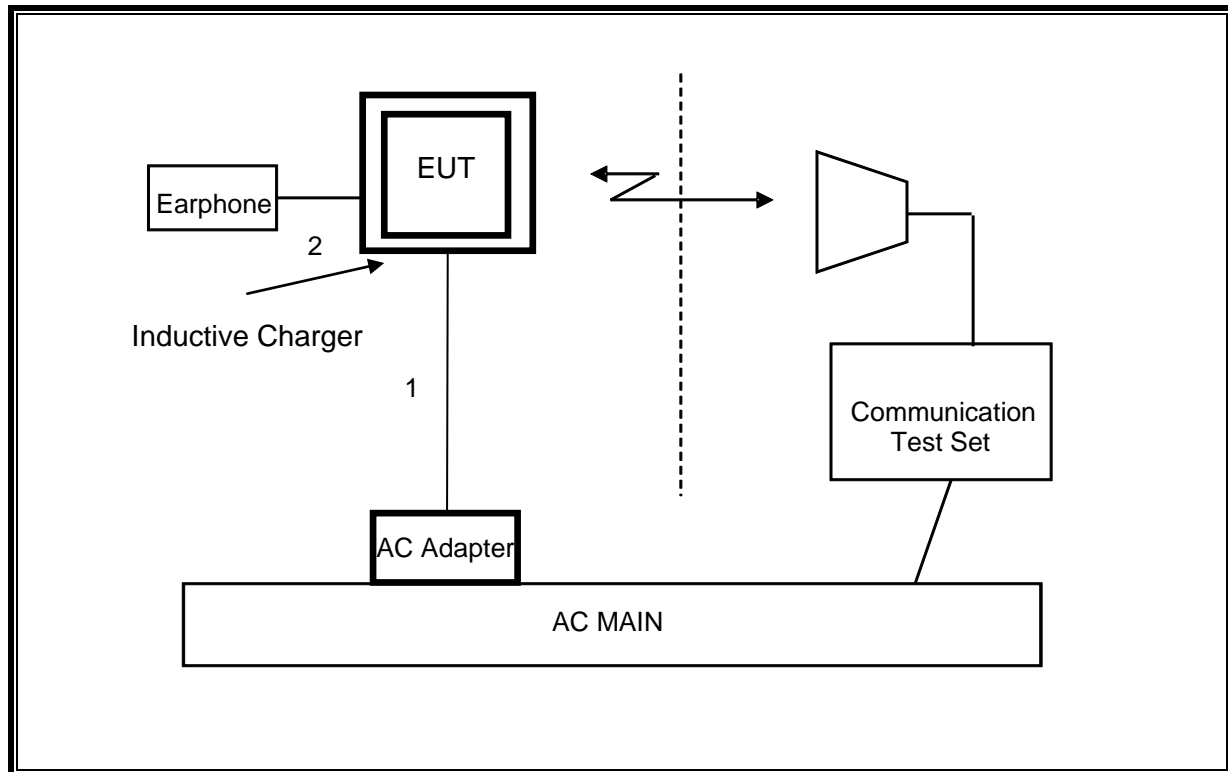 EUT
Earphone
2
Inductive Charger
1
Communication
Test Set
AC Adapter
AC MAIN